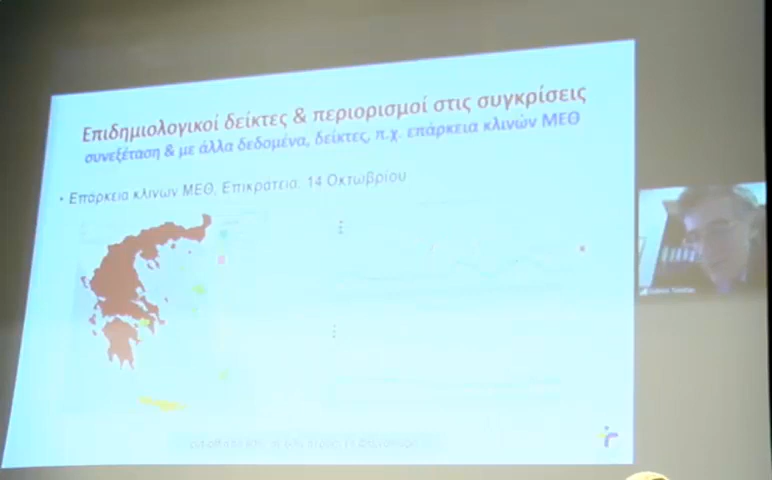 Επιδημιολογικοί δείκτες & περιορισμοί στις συγκρίσεις
συνεξέταση & με άλλα δεδομένα, δείκτες, π.χ. επάρκεια κλινών ΜΕΘ
• Επάρκεια κλινών ΜΕΘ, Επικράτεια, 14 Οκτωβρίου